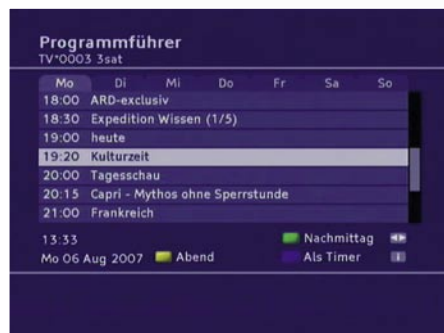 Programmführer
TV*0003 3sat
Mo Di Mi Do Fr Sa So
18:00 ARD-exclusiv
18:30 Expedition Wissen (1/5)
19:00 heute
19:20 Kulturzeit
20:00 Tagesschau
20:15 Capri - Mythos ohne Sperrstunde
21:00 Frankreich
13:33 Nachmittag
Mo 06 Aug 2007 Abend Als Timer i